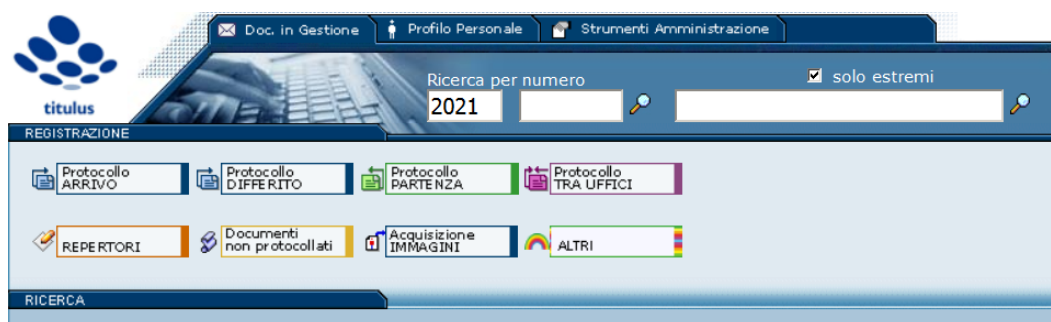 Doc. in Gestione Profilo Personale Strumenti Amministrazione
titulus
Ricerca per numero
solo estremi
2021
REGISTRAZIONE
Protocollo
ARRIVO
Protocollo
DIFFERITO
Protocollo
PARTENZA
Protocollo
TRA UFFICI
REPERTORI
Documenti
non protocollati
Acquisizione
IMMAGINI
ALTRI
RICERCA